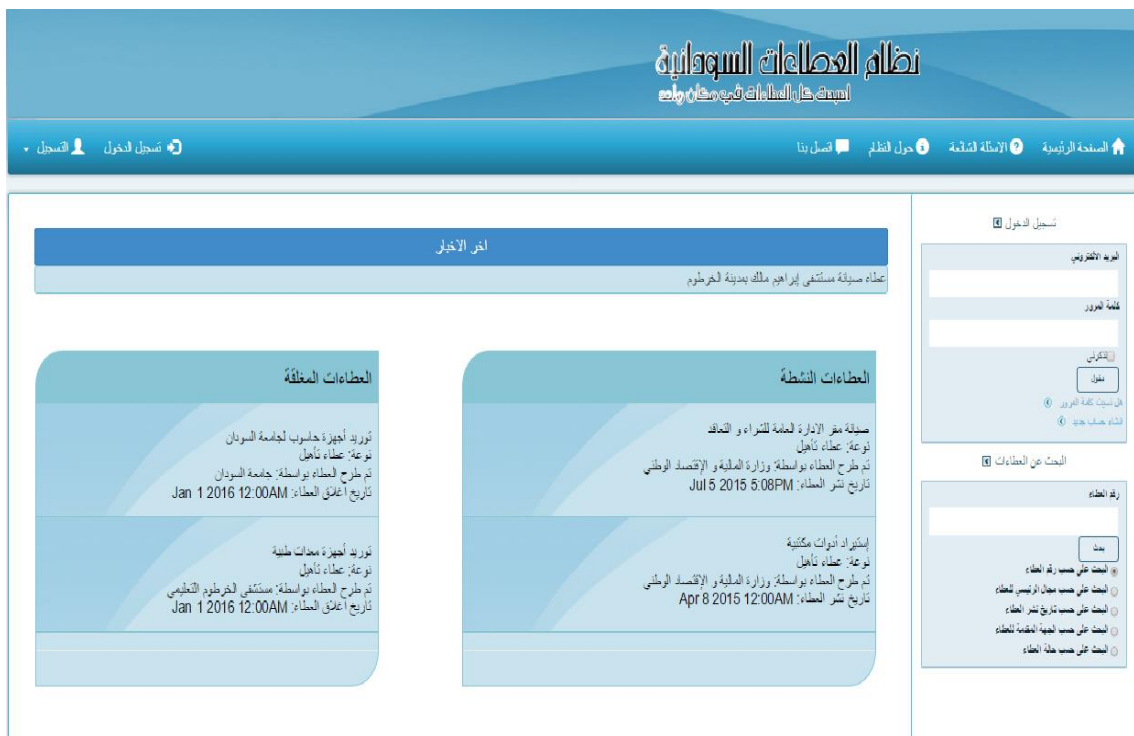 نظام العطاءات السودانية
ابحث كل العطاءات في مكان واحد
الصفحة الرئيسية الاسئلة الشائعة حول النظام اتصل بنا تسجيل الدخول التسجيل
تسجيل الدخول
البريد الالكتروني
كلمة المرور
تذكرني
دخول
هل نسيت كلمة المرور
انشاء حساب جديد
البحث عن العطاءات
رقم العطاء
بحث
البحث على حسب رقم العطاء
البحث على حسب مجال الرئيسي للعطاء
البحث على حسب تاريخ نشر العطاء
البحث على حسب الجهة المقدمة للعطاء
البحث على حسب حالة العطاء
اخر الاخبار
عطاء صيانة مستشفى إبراهيم مالك بمدينة الخرطوم
العطاءات النشطة
صيانة مقر الادارة العامة للشراء و التعاقد
نوعة: عطاء تأهيل
تم طرح العطاء بواسطة: وزارة المالية و الإقتصاد الوطني
تاريخ نشر العطاء: Jul 5 2015 5:08PM
إستيراد أدوات مكتبية
نوعة: عطاء تأهيل
تم طرح العطاء بواسطة: وزارة المالية و الإقتصاد الوطني
تاريخ نشر العطاء: Apr 8 2015 12:00AM
العطاءات المغلقة
توريد أجهزة حاسوب لجامعة السودان
نوعة: عطاء تأهيل
تم طرح العطاء بواسطة: جامعة السودان
تاريخ اغلاق العطاء: Jan 1 2016 12:00AM
توريد أجهزة معدات طبية
نوعة: عطاء تأهيل
تم طرح العطاء بواسطة: مستشفى الخرطوم التعليمي
تاريخ أغلاق العطاء: Jan 1 2016 12:00AM